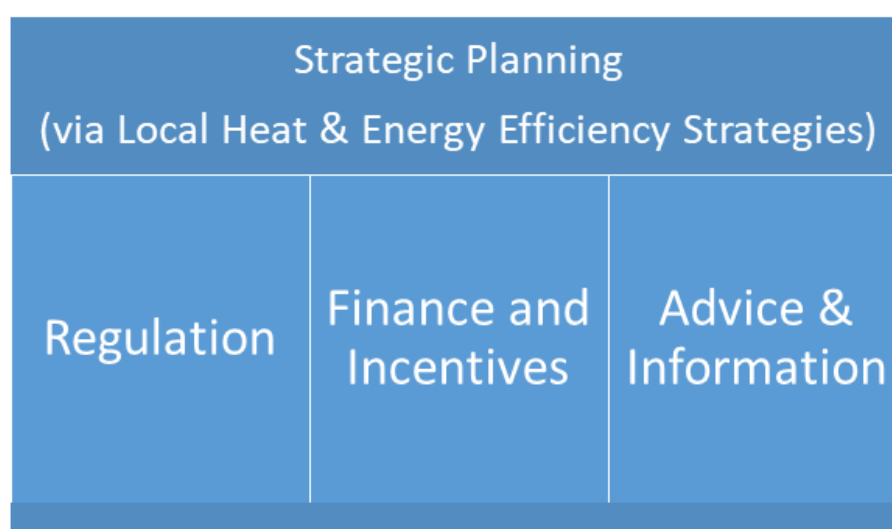 Strategic Planning
(via Local Heat & Energy Efficiency Strategies)
Regulation
Finance and
Incentives
Advice &
Information